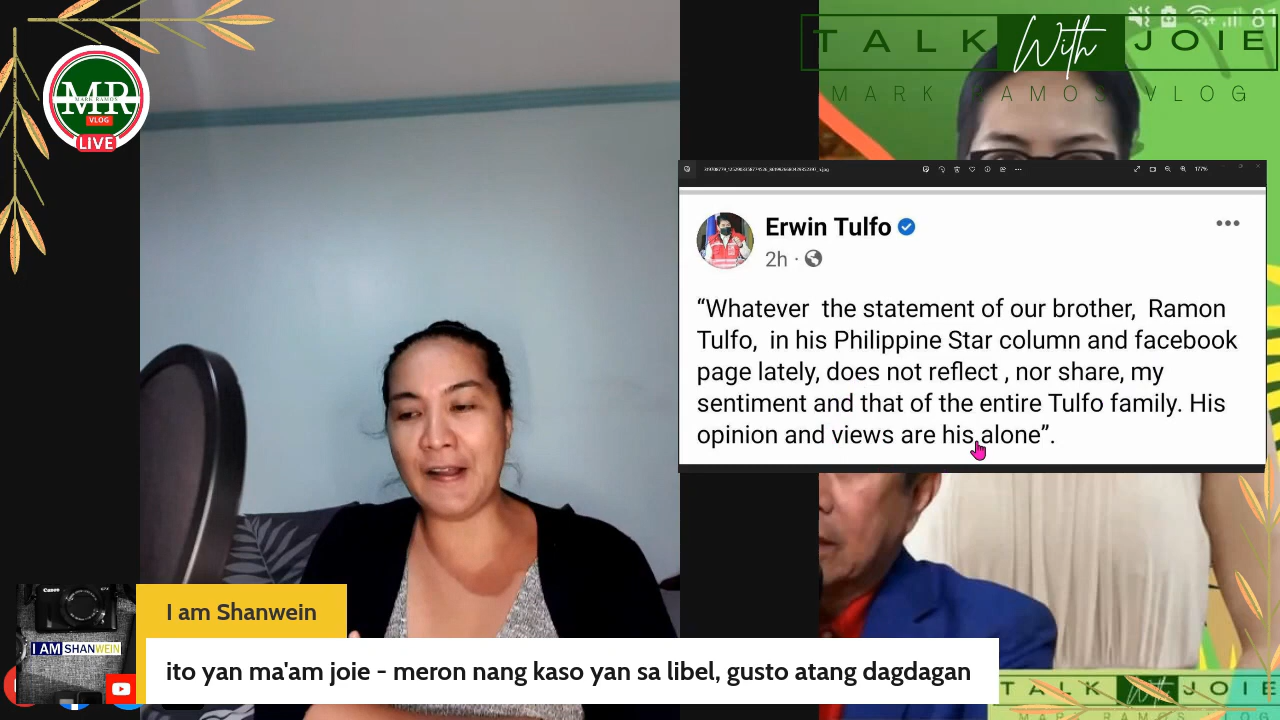 MR
MARK RAMOS
VLOG
LIVE
TALK With JOIE
MARK RAMOS VLOG
81
177%
Erwin Tulfo
2h
“Whatever the statement of our brother, Ramon
Tulfo, in his Philippine Star column and facebook
page lately, does not reflect , nor share, my
sentiment and that of the entire Tulfo family. His
opinion and views are his alone”.
Canon
I AM SHANWEIN
I am Shanwein
ito yan ma'am joie - meron nang kaso yan sa libel, gusto atang dagdagan
TALK With JOIE
MARK RAMOS VLOG